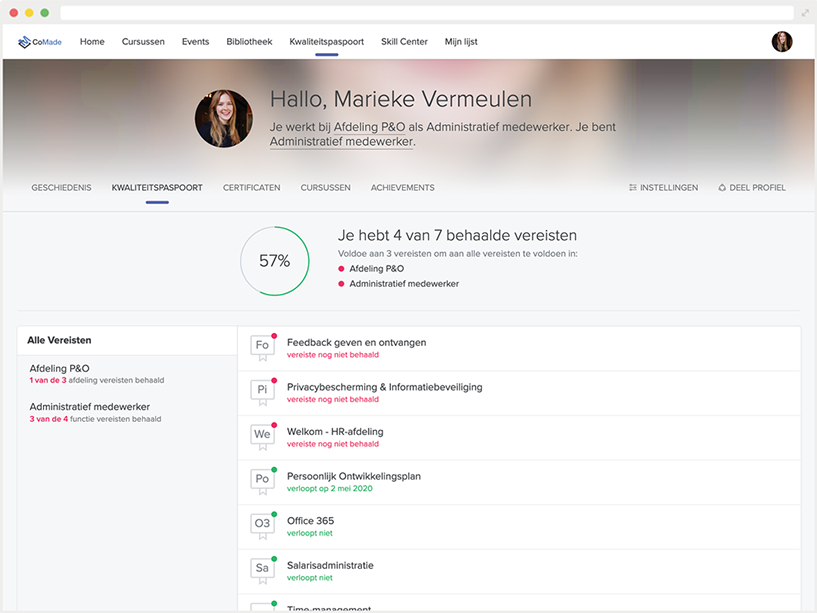 CoMade Home Cursussen Events Bibliotheek Kwaliteitspaspoort Skill Center Mijn lijst
Hallo, Marieke Vermeulen
Je werkt bij Afdeling P&O als Administratief medewerker. Je bent
Administratief medewerker.
GESCHIEDENIS KWALITEITSPASPOORT CERTIFICATEN CURSUSSEN ACHIEVEMENTS INSTELLINGEN DEEL PROFIEL
57%
Je hebt 4 van 7 behaalde vereisten
Voldoe aan 3 vereisten om aan alle vereisten te voldoen in:
Afdeling P&O
Administratief medewerker
Alle Vereisten
Afdeling P&O
1 van de 3 afdeling vereisten behaald
Administratief medewerker
3 van de 4 functie vereisten behaald
Fo
Feedback geven en ontvangen
vereiste nog niet behaald
Pi
Privacybescherming & Informatiebeveiliging
vereiste nog niet behaald
We
Welkom - HR-afdeling
vereiste nog niet behaald
Po
Persoonlijk Ontwikkelingsplan
verloopt op 2 mei 2020
O3
Office 365
verloopt niet
Sa
Salarisadministratie
verloopt niet
Time-management